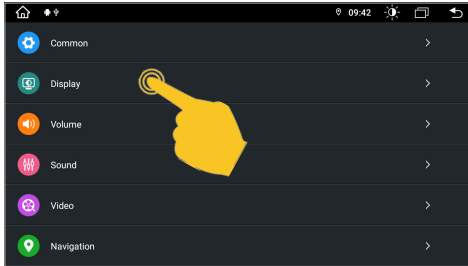 09:42
Common
Display
Volume
Sound
Video
Navigation